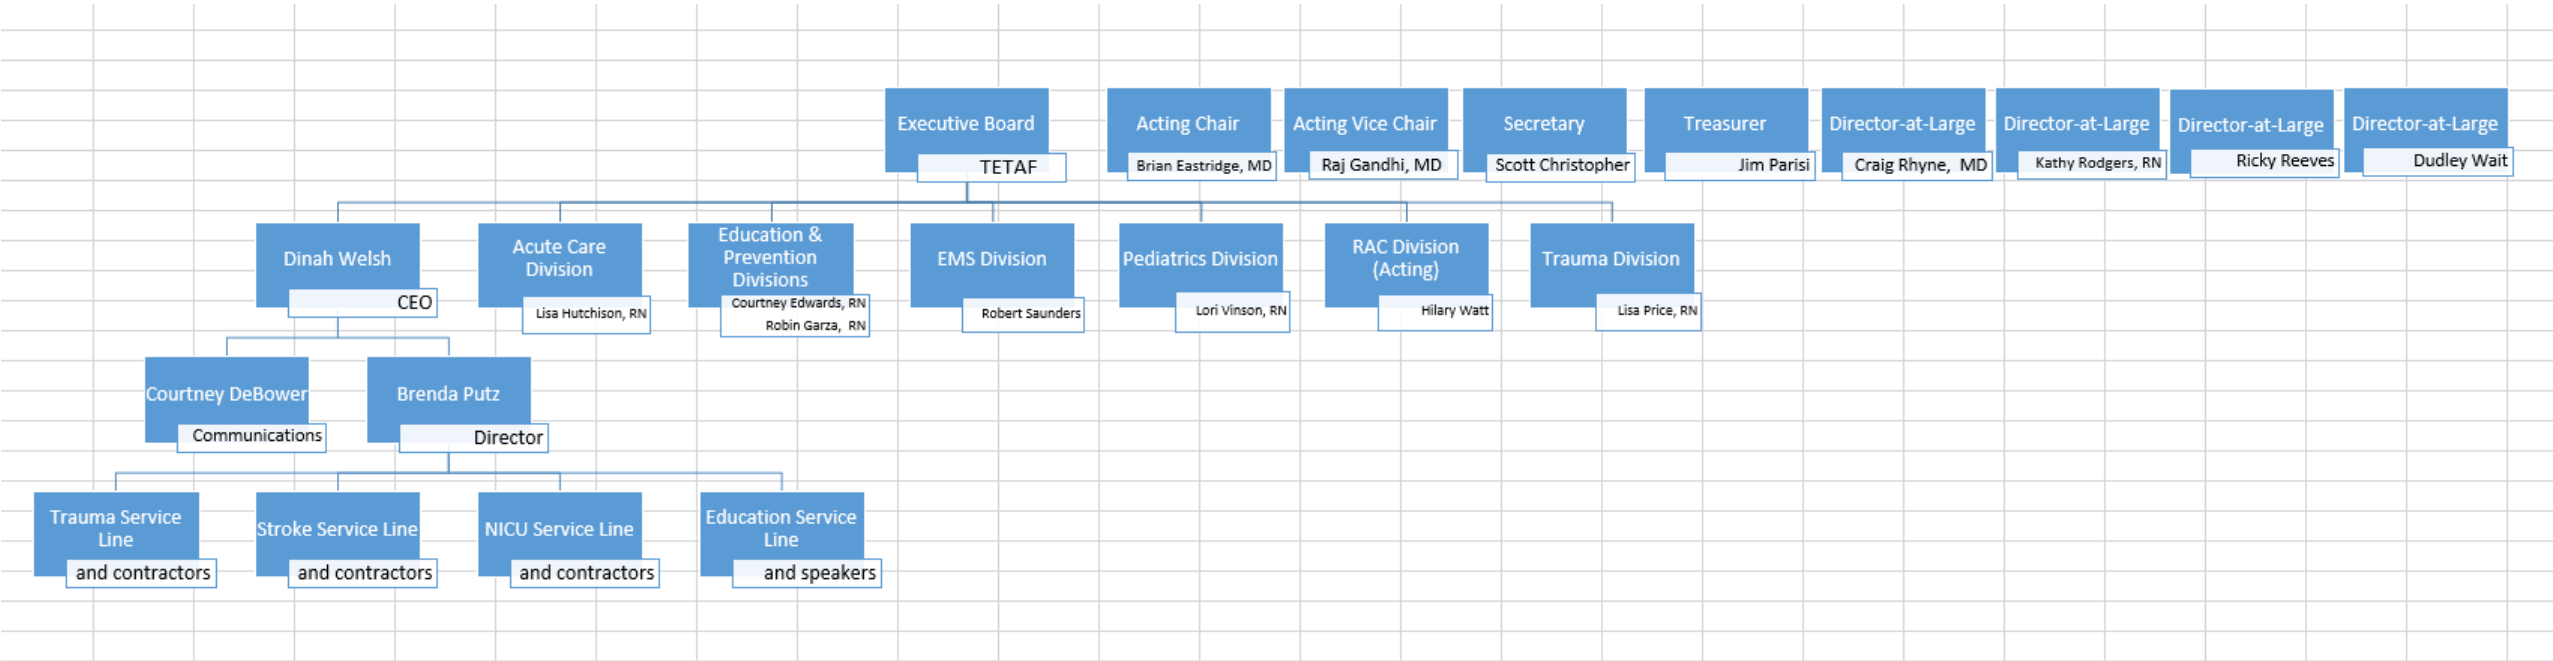 Executive Board
TETAF
Acting Chair
Brian Eastridge, MD
Acting Vice Chair
Raj Gandhi, MD
Secretary
Scott Christopher
Treasurer
Jim Parisi
Director-at-Large
Craig Rhyne, MD
Director-at-Large
Kathy Rodgers, RN
Director-at-Large
Ricky Reeves
Director-at-Large
Dudley Wait
Dinah Welsh
CEO
Acute Care
Division
Lisa Hutchison, RN
Education &
Prevention
Divisions
Courtney Edwards, RN
Robin Garza, RN
EMS Division
Robert Saunders
Pediatrics Division
Lori Vinson, RN
RAC Division
(Acting)
Hilary Watt
Trauma Division
Lisa Price, RN
Courtney DeBower
Communications
Brenda Putz
Director
Trauma Service
Line
and contractors
Stroke Service Line
and contractors
NICU Service Line
and contractors
Education Service
Line
and speakers